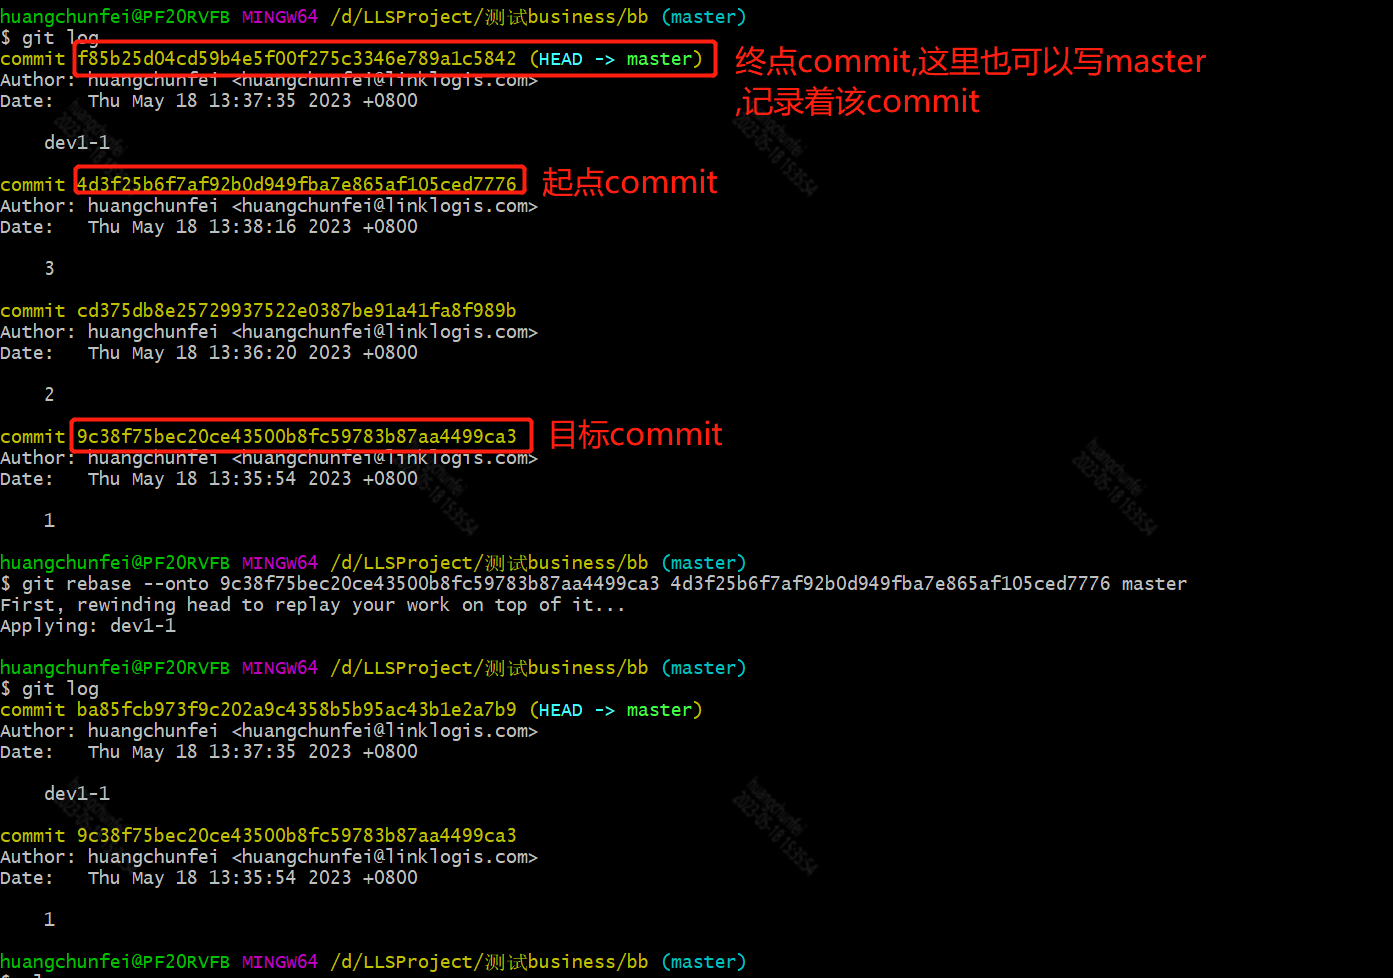 huangchunfei@PF20RVFB MINGW64 /d/LLSProject/测试business/bb (master)
$ git log
commit f85b25d04cd59b4e5f00f275c3346e789a1c5842 (HEAD -> master)
终点commit,这里也可以写master
Author: huangchunfei <huangchunfei@linklogis.com>
Date:   Thu May 18 13:37:35 2023 +0800
,记录着该commit
dev1-1
commit 4d3f25b6f7af92b0d949fba7e865af105ced7776
起点commit
Author: huangchunfei <huangchunfei@linklogis.com>
Date:   Thu May 18 13:38:16 2023 +0800
3
commit cd375db8e25729937522e0387be91a41fa8f989b
Author: huangchunfei <huangchunfei@linklogis.com>
Date:   Thu May 18 13:36:20 2023 +0800
2
commit 9c38f75bec20ce43500b8fc59783b87aa4499ca3
目标commit
Author: huangchunfei <huangchunfei@linklogis.com>
Date:   Thu May 18 13:35:54 2023 +0800
1
huangchunfei@PF20RVFB MINGW64 /d/LLSProject/测试business/bb (master)
$ git rebase --onto 9c38f75bec20ce43500b8fc59783b87aa4499ca3 4d3f25b6f7af92b0d949fba7e865af105ced7776 master
First, rewinding head to replay your work on top of it...
Applying: dev1-1
huangchunfei@PF20RVFB MINGW64 /d/LLSProject/测试business/bb (master)
$ git log
commit ba85fcb973f9c202a9c4358b5b95ac43b1e2a7b9 (HEAD -> master)
Author: huangchunfei <huangchunfei@linklogis.com>
Date:   Thu May 18 13:37:35 2023 +0800
dev1-1
commit 9c38f75bec20ce43500b8fc59783b87aa4499ca3
Author: huangchunfei <huangchunfei@linklogis.com>
Date:   Thu May 18 13:35:54 2023 +0800
1
huangchunfei@PF20RVFB MINGW64 /d/LLSProject/测试business/bb (master)